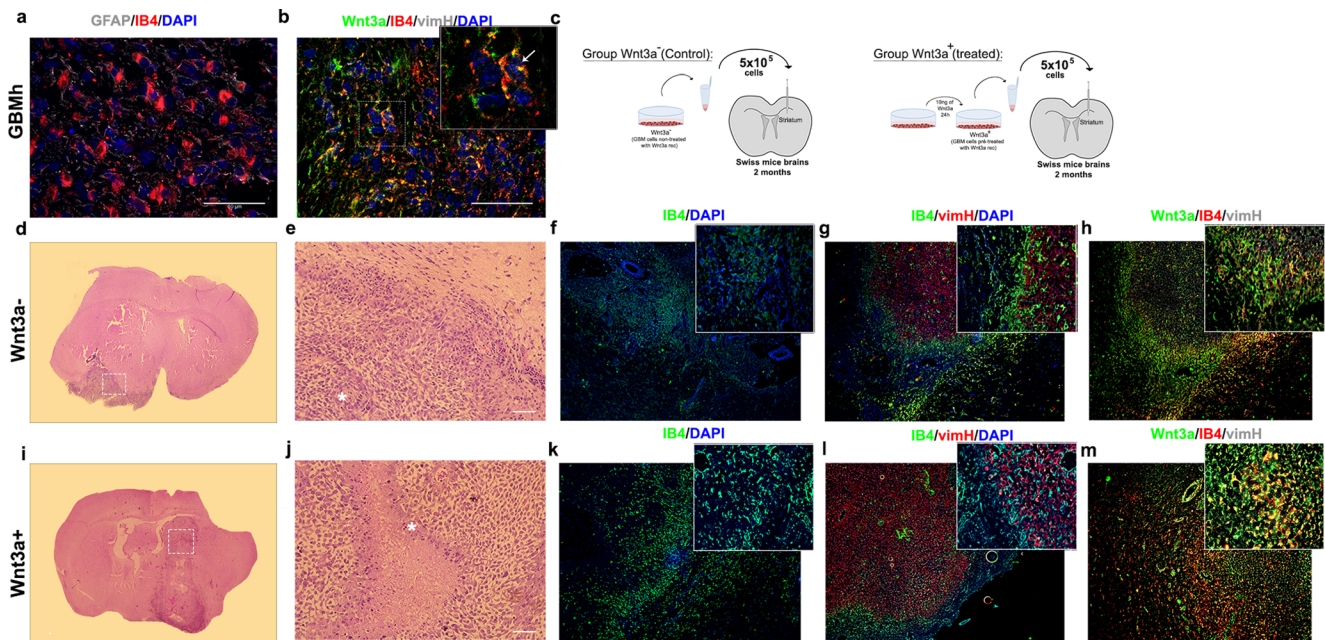 a
GFAP/IB4/DAPI
b
Wnt3a/IB4/vimH/DAPI
c
GBMh
Group Wnt3a-(Control):
5x10⁵
cells
Wnt3a-
(GBM cells non-treated
with Wnt3a rec)
Striatum
Swiss mice brains
2 months
Group Wnt3a+(treated):
10ng of
Wnt3a
24h
5x10⁵
cells
Wnt3a+
(GBM cells pré-treated
with Wnt3a rec)
Striatum
Swiss mice brains
2 months
Wnt3a-
d
e
*
f
IB4/DAPI
g
IB4/vimH/DAPI
h
Wnt3a/IB4/vimH
Wnt3a+
i
j
*
k
IB4/DAPI
l
IB4/vimH/DAPI
m
Wnt3a/IB4/vimH